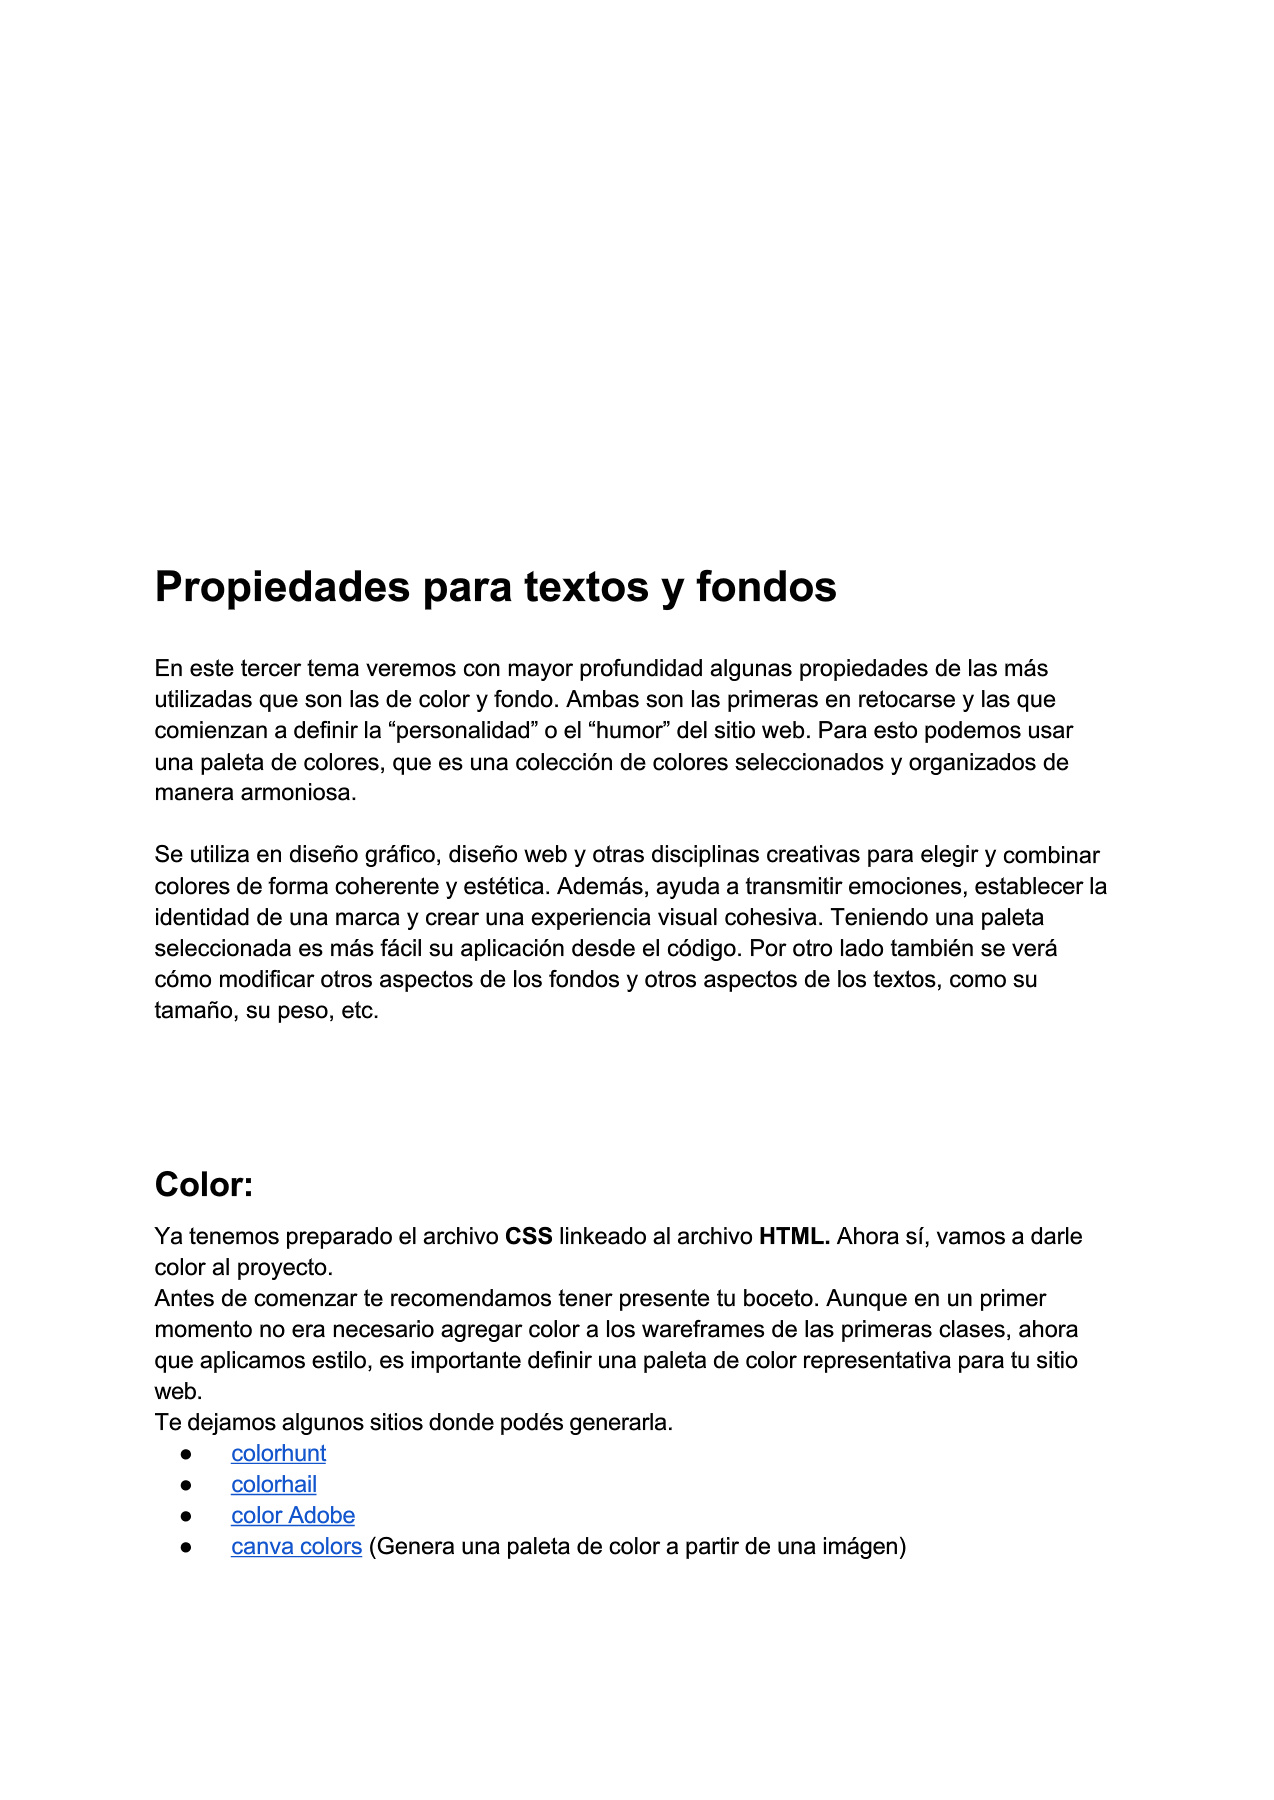 Propiedades para textos y fondos
En este tercer tema veremos con mayor profundidad algunas propiedades de las más
utilizadas que son las de color y fondo. Ambas son las primeras en retocarse y las que
comienzan a definir la “personalidad” o el “humor” del sitio web. Para esto podemos usar
una paleta de colores, que es una colección de colores seleccionados y organizados de
manera armoniosa.
Se utiliza en diseño gráfico, diseño web y otras disciplinas creativas para elegir y combinar
colores de forma coherente y estética. Además, ayuda a transmitir emociones, establecer la
identidad de una marca y crear una experiencia visual cohesiva. Teniendo una paleta
seleccionada es más fácil su aplicación desde el código. Por otro lado también se verá
cómo modificar otros aspectos de los fondos y otros aspectos de los textos, como su
tamaño, su peso, etc.
Color:
Ya tenemos preparado el archivo CSS linkeado al archivo HTML. Ahora sí, vamos a darle
color al proyecto.
Antes de comenzar te recomendamos tener presente tu boceto. Aunque en un primer
momento no era necesario agregar color a los wareframes de las primeras clases, ahora
que aplicamos estilo, es importante definir una paleta de color representativa para tu sitio
web.
Te dejamos algunos sitios donde podés generarla.
● colorhunt
● colorhail
● color Adobe
● canva colors (Genera una paleta de color a partir de una imágen)